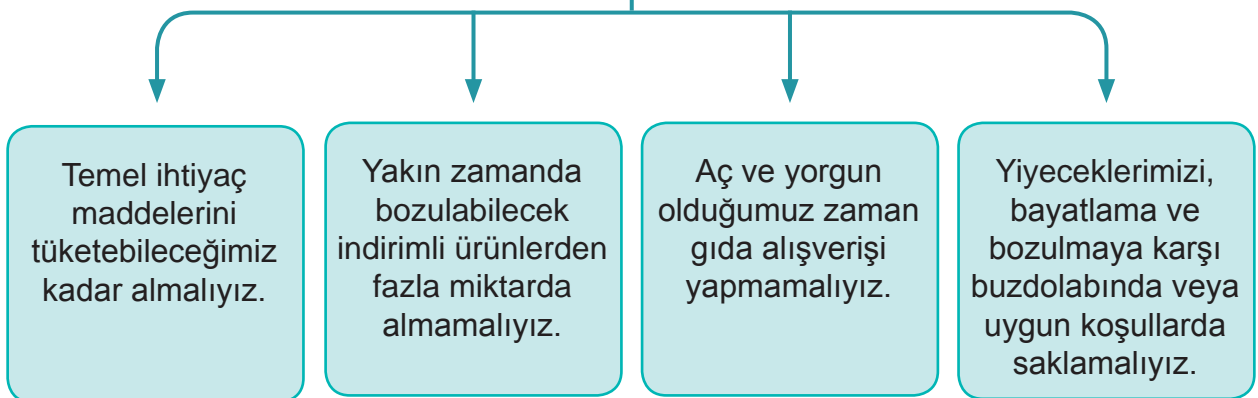 Temel ihtiyaç
maddelerini
tüketebileceğimiz
kadar almalıyız.
Yakın zamanda
bozulabilecek
indirimli ürünlerden
fazla miktarda
almamalıyız.
Aç ve yorgun
olduğumuz zaman
gıda alışverişi
yapmamalıyız.
Yiyeceklerimizi,
bayatlama ve
bozulmaya karşı
buzdolabında veya
uygun koşullarda
saklamalıyız.